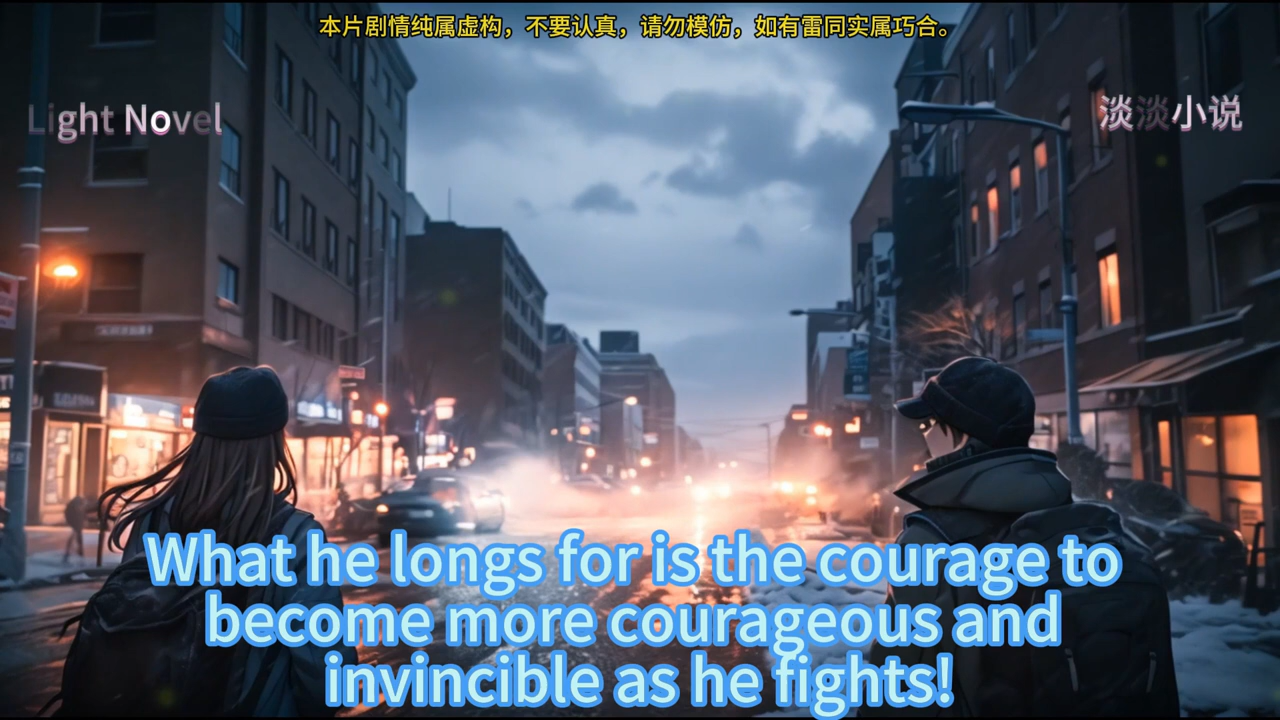 本片剧情纯属虚构，不要认真，请勿模仿，如有雷同实属巧合。
Light Novel
淡淡小说
What he longs for is the courage to
become more courageous and
invincible as he fights!